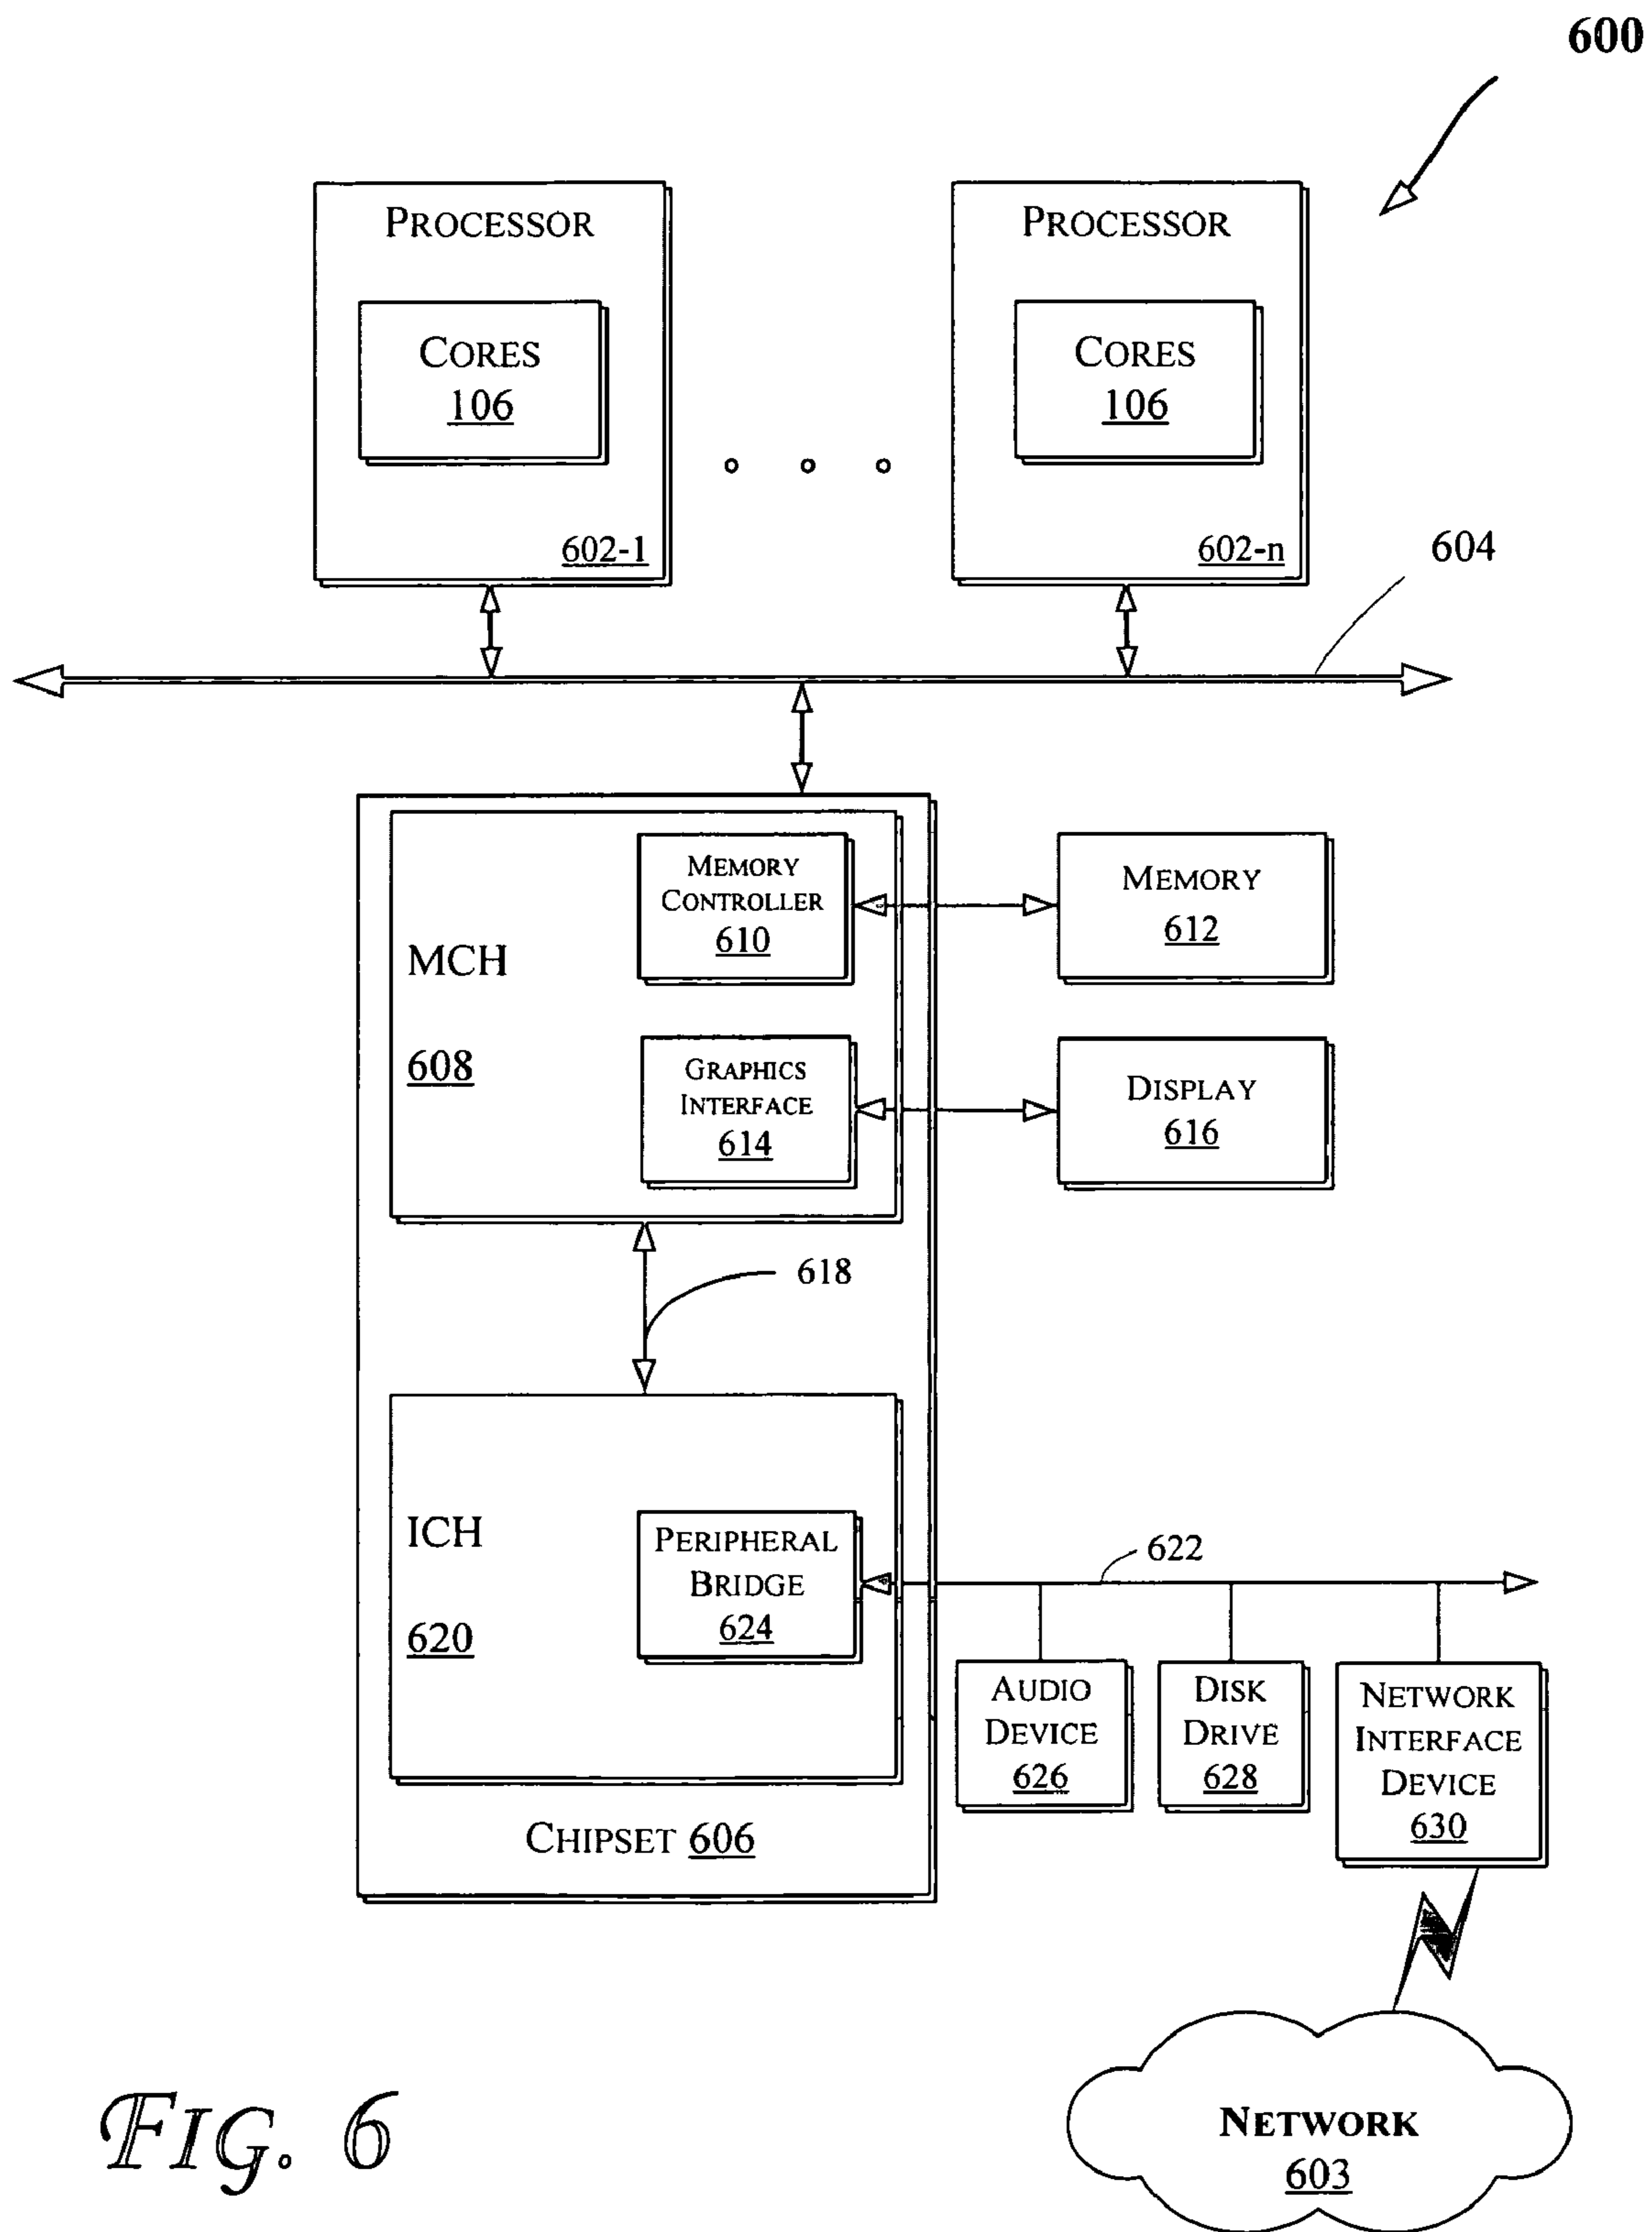 600
PROCESSOR
CORES
106
602-1
PROCESSOR
CORES
106
602-n
604
MCH
608
MEMORY
CONTROLLER
610
MEMORY
612
GRAPHICS
INTERFACE
614
DISPLAY
616
618
ICH
620
PERIPHERAL
BRIDGE
624
622
AUDIO
DEVICE
626
DISK
DRIVE
628
NETWORK
INTERFACE
DEVICE
630
CHIPSET 606
NETWORK
603
FIG. 6